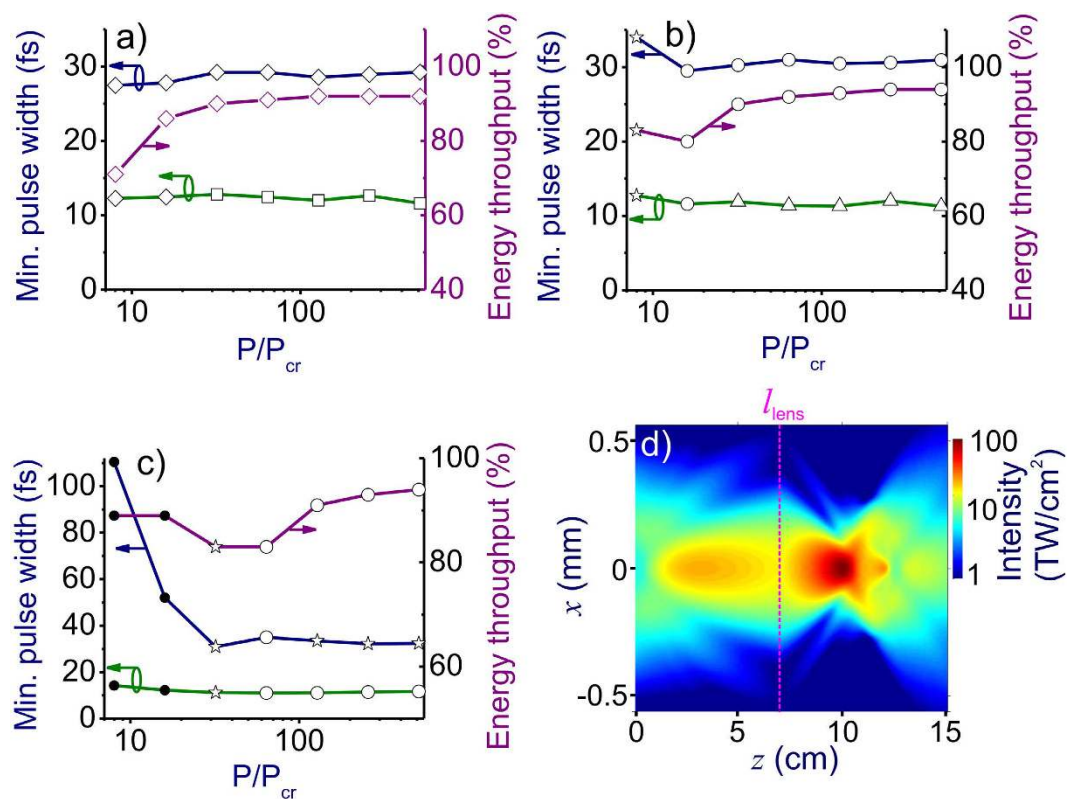 a)
Min. pulse width (fs)
30
20
10
0
Energy throughput (%)
100
80
60
40
10
100
P/Pcr
b)
Min. pulse width (fs)
30
20
10
0
Energy throughput (%)
100
80
60
40
10
100
P/Pcr
c)
Min. pulse width (fs)
100
80
60
40
20
0
Energy throughput (%)
100
80
60
10
100
P/Pcr
d)
llens
x (mm)
0.5
0
-0.5
0
5
10
15
z (cm)
100
10
1
Intensity
(TW/cm2)